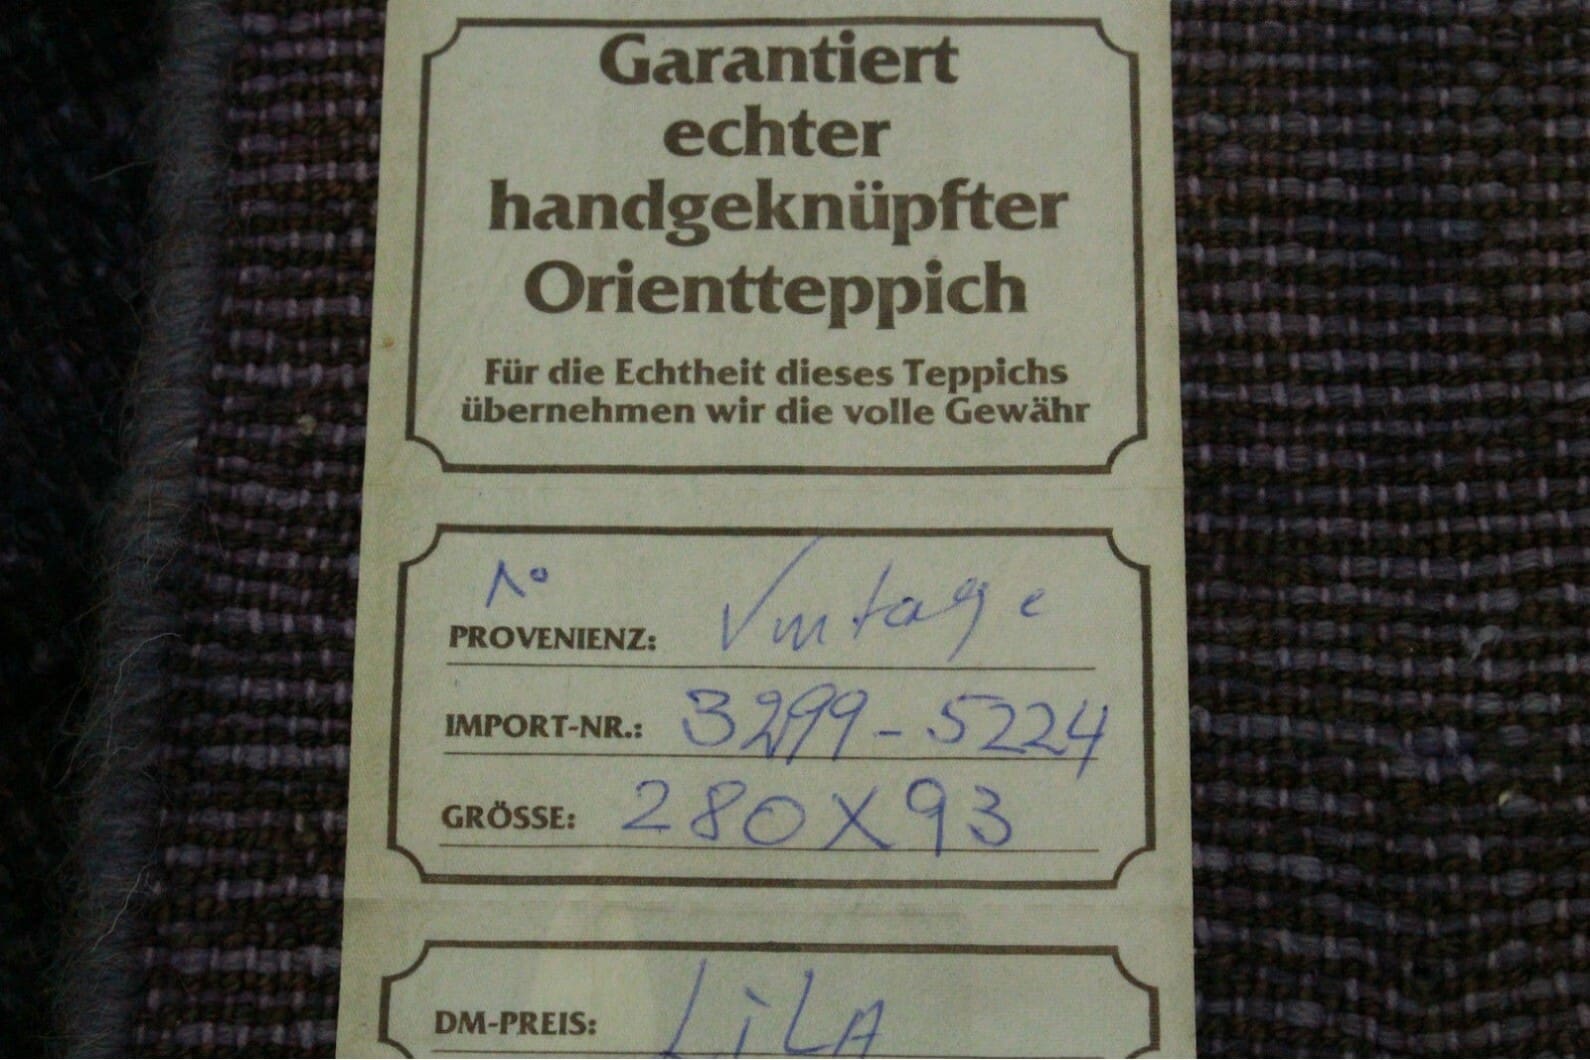 Garantiert
echter
handgeknüpfter
Orientteppich
Für die Echtheit dieses Teppichs
übernehmen wir die volle Gewähr
N°
PROVENIENZ: Vintage
IMPORT-NR.: 3299-5224
GRÖSSE: 280X93
DM-PREIS: LiLA